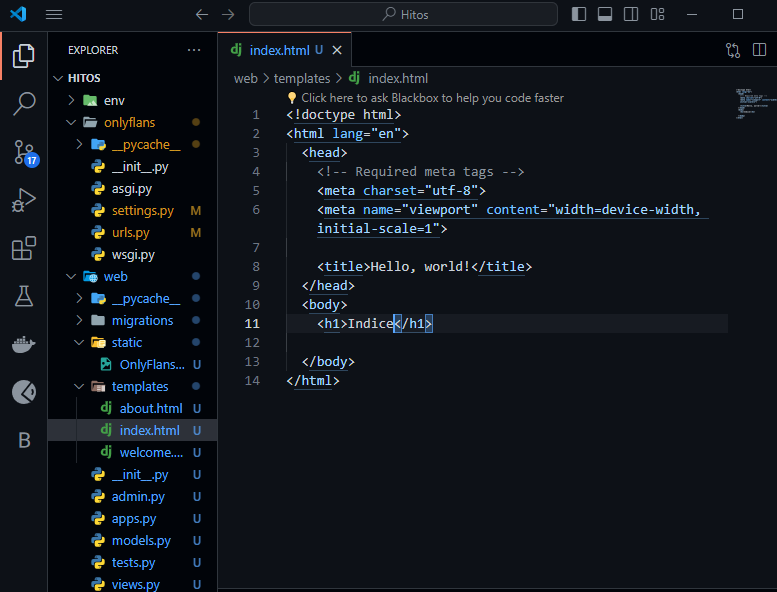 Hitos
EXPLORER ...
HITOS
env
onlyflans
__pycache__
__init__.py
asgi.py
settings.py M
urls.py M
wsgi.py
web
__pycache__
migrations
static
OnlyFlans... U
templates
about.html U
index.html U
welcome.... U
__init__.py U
admin.py U
apps.py U
models.py U
tests.py U
views.py U
17
B
dj index.html U
web > templates > dj index.html
Click here to ask Blackbox to help you code faster
1 <!doctype html>
2 <html lang="en">
3 <head>
4 <!-- Required meta tags -->
5 <meta charset="utf-8">
6 <meta name="viewport" content="width=device-width,
initial-scale=1">
7
8 <title>Hello, world!</title>
9 </head>
10 <body>
11 <h1>Indice</h1>
12
13 </body>
14 </html>